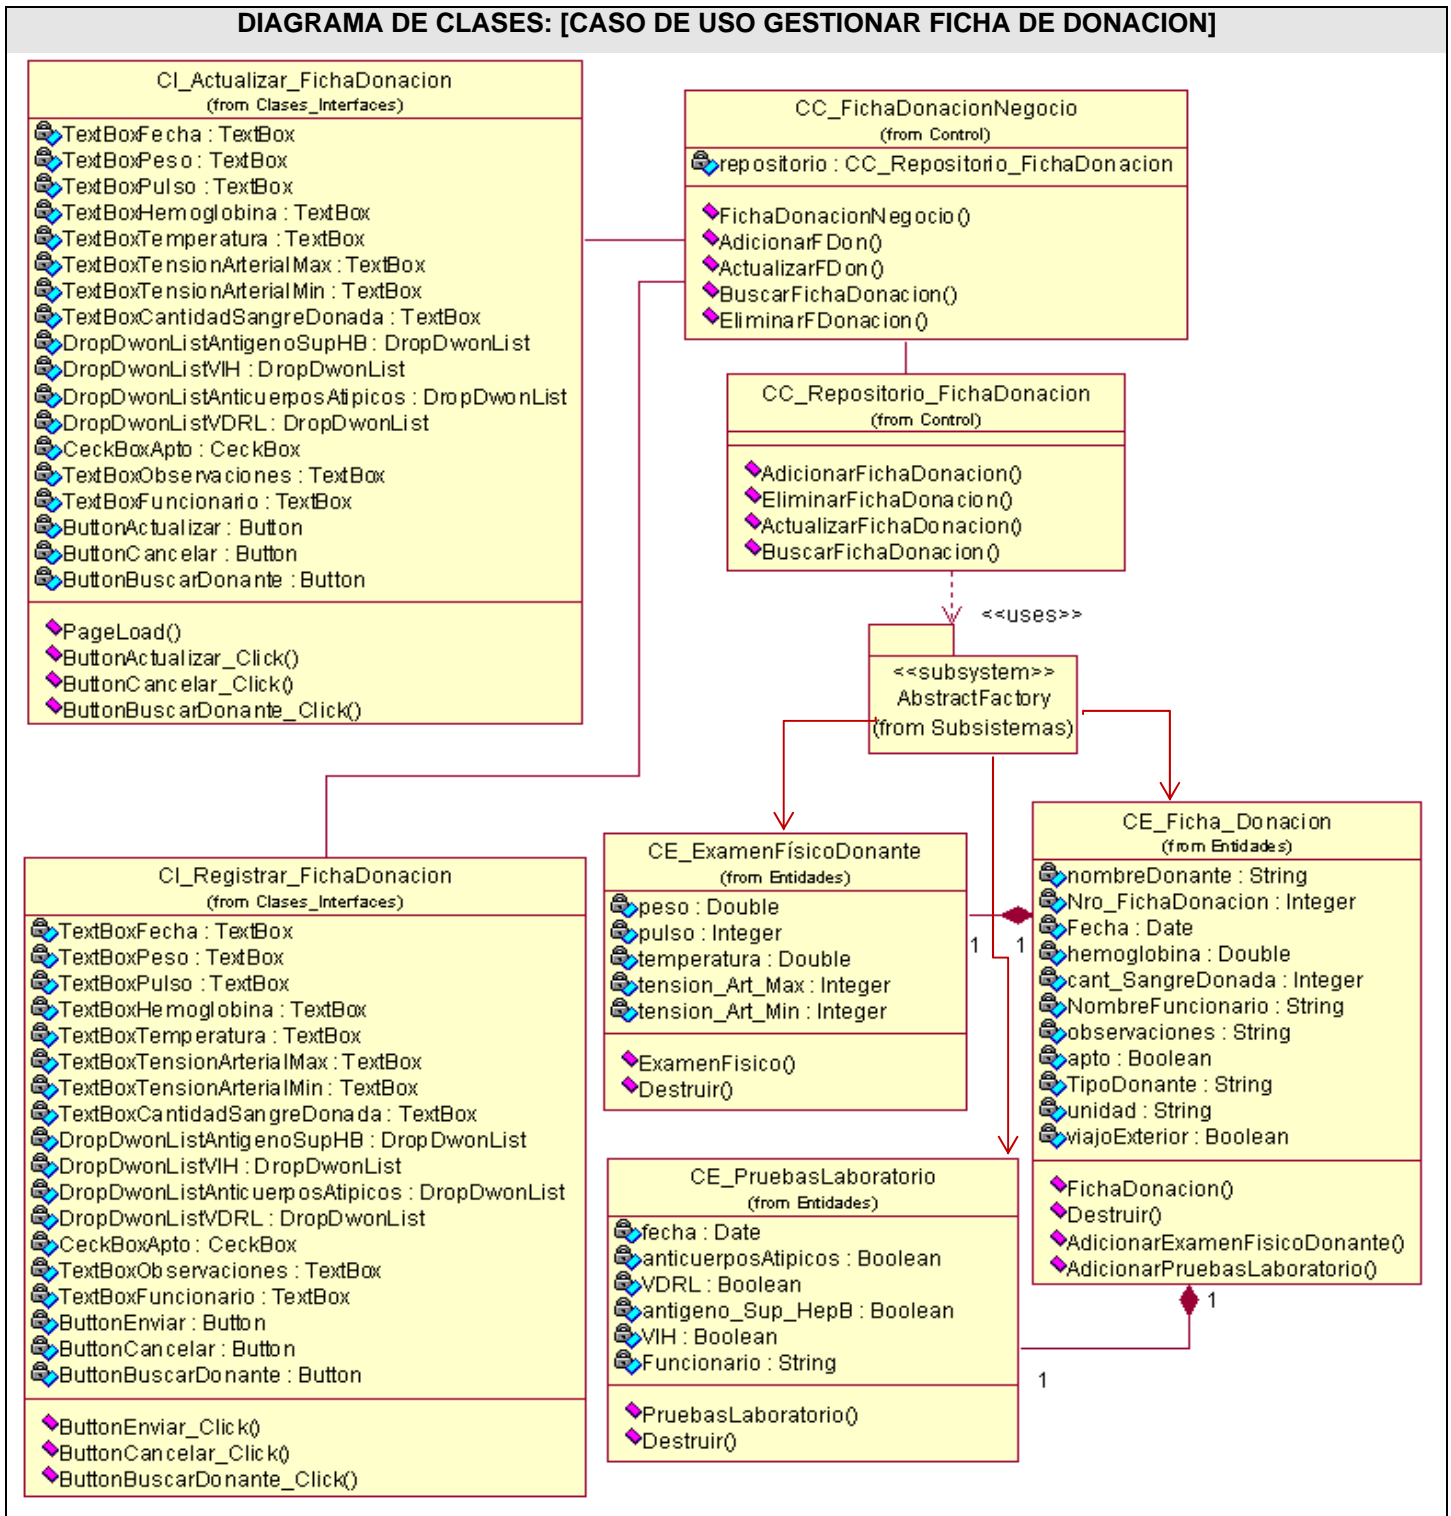 DIAGRAMA DE CLASES: [CASO DE USO GESTIONAR FICHA DE DONACION]
CI_Actualizar_FichaDonacion
(from Clases_Interfaces)
TextBoxFecha : TextBox
TextBoxPeso : TextBox
TextBoxPulso : TextBox
TextBoxHemoglobina : TextBox
TextBoxTemperatura : TextBox
TextBoxTensionArterialMax : TextBox
TextBoxTensionArterialMin : TextBox
TextBoxCantidadSangreDonada : TextBox
DropDwonListAntigenoSupHB : DropDwonList
DropDwonListVIH : DropDwonList
DropDwonListAnticuerposAtipicos : DropDwonList
DropDwonListVDRL : DropDwonList
CeckBoxApto : CeckBox
TextBoxObservaciones : TextBox
TextBoxFuncionario : TextBox
ButtonActualizar : Button
ButtonCancelar : Button
ButtonBuscarDonante : Button
PageLoad()
ButtonActualizar_Click()
ButtonCancelar_Click()
ButtonBuscarDonante_Click()
CC_FichaDonacionNegocio
(from Control)
repositorio : CC_Repositorio_FichaDonacion
FichaDonacionNegocio()
AdicionarFDon()
ActualizarFDon()
BuscarFichaDonacion()
EliminarFDonacion()
CC_Repositorio_FichaDonacion
(from Control)
AdicionarFichaDonacion()
EliminarFichaDonacion()
ActualizarFichaDonacion()
BuscarFichaDonacion()
<<uses>>
<<subsystem>>
AbstractFactory
(from Subsistemas)
CI_Registrar_FichaDonacion
(from Clases_Interfaces)
TextBoxFecha : TextBox
TextBoxPeso : TextBox
TextBoxPulso : TextBox
TextBoxHemoglobina : TextBox
TextBoxTemperatura : TextBox
TextBoxTensionArterialMax : TextBox
TextBoxTensionArterialMin : TextBox
TextBoxCantidadSangreDonada : TextBox
DropDwonListAntigenoSupHB : DropDwonList
DropDwonListVIH : DropDwonList
DropDwonListAnticuerposAtipicos : DropDwonList
DropDwonListVDRL : DropDwonList
CeckBoxApto : CeckBox
TextBoxObservaciones : TextBox
TextBoxFuncionario : TextBox
ButtonEnviar : Button
ButtonCancelar : Button
ButtonBuscarDonante : Button
ButtonEnviar_Click()
ButtonCancelar_Click()
ButtonBuscarDonante_Click()
CE_ExamenFísicoDonante
(from Entidades)
peso : Double
pulso : Integer
temperatura : Double
tension_Art_Max : Integer
tension_Art_Min : Integer
ExamenFisico()
Destruir()
1 1
CE_Ficha_Donacion
(from Entidades)
nombreDonante : String
Nro_FichaDonacion : Integer
Fecha : Date
hemoglobina : Double
cant_SangreDonada : Integer
NombreFuncionario : String
observaciones : String
apto : Boolean
TipoDonante : String
unidad : String
viajoExterior : Boolean
FichaDonacion()
Destruir()
AdicionarExamenFisicoDonante()
AdicionarPruebasLaboratorio()
1
1
CE_PruebasLaboratorio
(from Entidades)
fecha : Date
anticuerposAtipicos : Boolean
VDRL : Boolean
antigeno_Sup_HepB : Boolean
VIH : Boolean
Funcionario : String
PruebasLaboratorio()
Destruir()